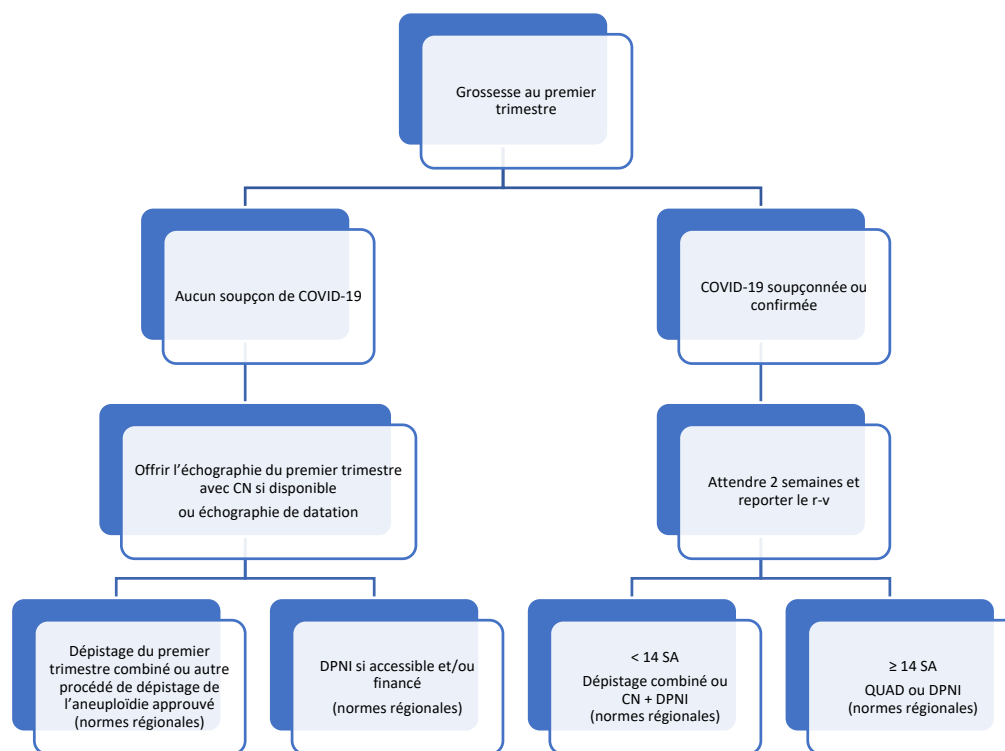 Grossesse au premier
trimestre
Aucun soupçon de COVID-19
COVID-19 soupçonnée ou
confirmée
Offrir l’échographie du premier trimestre
avec CN si disponible
ou échographie de datation
Attendre 2 semaines et
reporter le r-v
Dépistage du premier
trimestre combiné ou autre
procédé de dépistage de
l’aneuploïdie approuvé
(normes régionales)
DPNI si accessible et/ou
financé
(normes régionales)
< 14 SA
Dépistage combiné ou
CN + DPNI
(normes régionales)
≥ 14 SA
QUAD ou DPNI
(normes régionales)